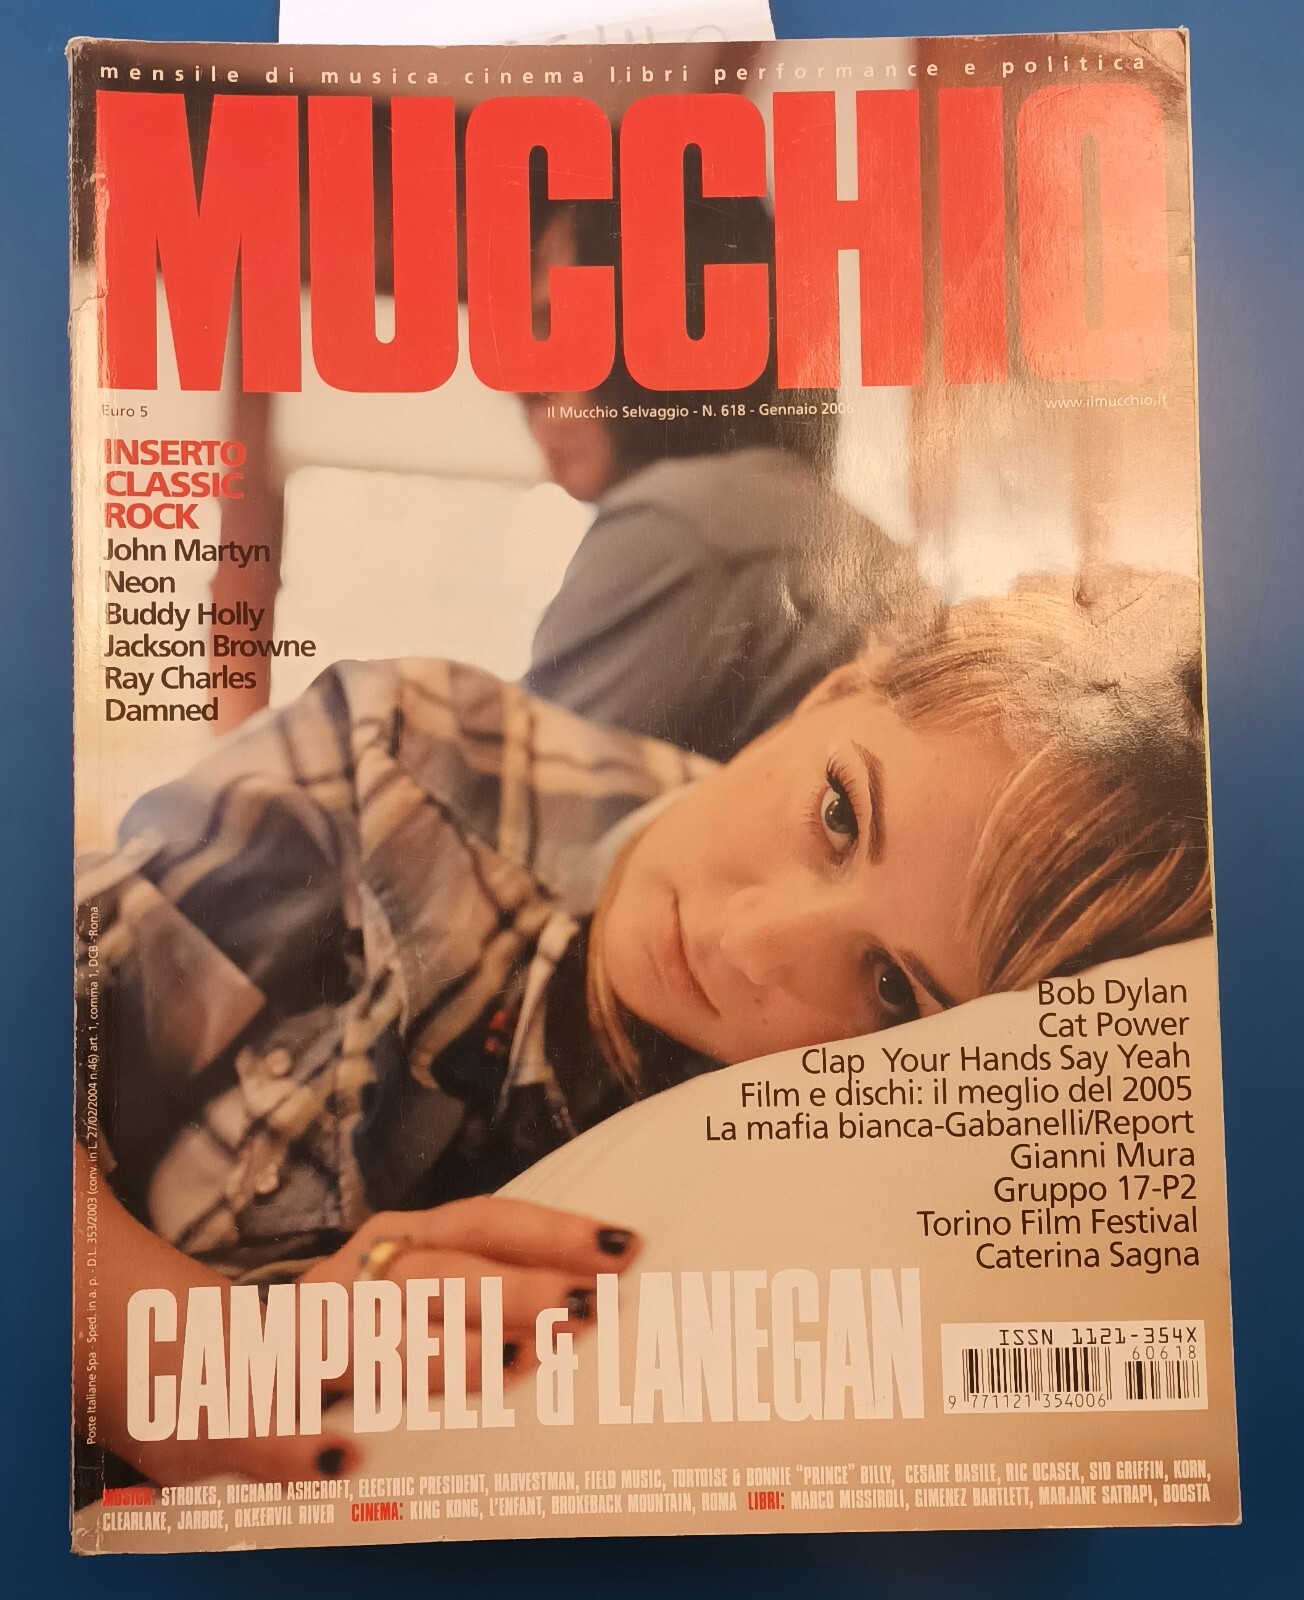 mensile di musica cinema libri performance e politica
MUCCHIO
Euro 5
Il Mucchio Selvaggio - N. 618 - Gennaio 2006
www.ilmucchio.it
INSERTO
CLASSIC
ROCK
John Martyn
Neon
Buddy Holly
Jackson Browne
Ray Charles
Damned
Bob Dylan
Cat Power
Clap Your Hands Say Yeah
Film e dischi: il meglio del 2005
La mafia bianca-Gabanelli/Report
Gianni Mura
Gruppo 17-P2
Torino Film Festival
Caterina Sagna
CAMPBELL & LANEGAN
ISSN 1121-354X
60618
9 771121 354006
Poste Italiane Spa - Sped. in a. p. - D.L. 353/2003 (conv. in L. 27/02/2004 n.46) art. 1, comma 1, DCB - Roma
MUSICA: STROKES, RICHARD ASHCROFT, ELECTRIC PRESIDENT, HARVESTMAN, FIELD MUSIC, TORTOISE & BONNIE "PRINCE" BILLY, CESARE BASILE, RIC OCASEK, SID GRIFFIN, KORN,
CLEARLAKE, JARBOE, OKKERVIL RIVER CINEMA: KING KONG, L'ENFANT, BROKEBACK MOUNTAIN, ROMA LIBRI: MARCO MISSIROLI, GIMENEZ BARTLETT, MARJANE SATRAPI, BOOSTA